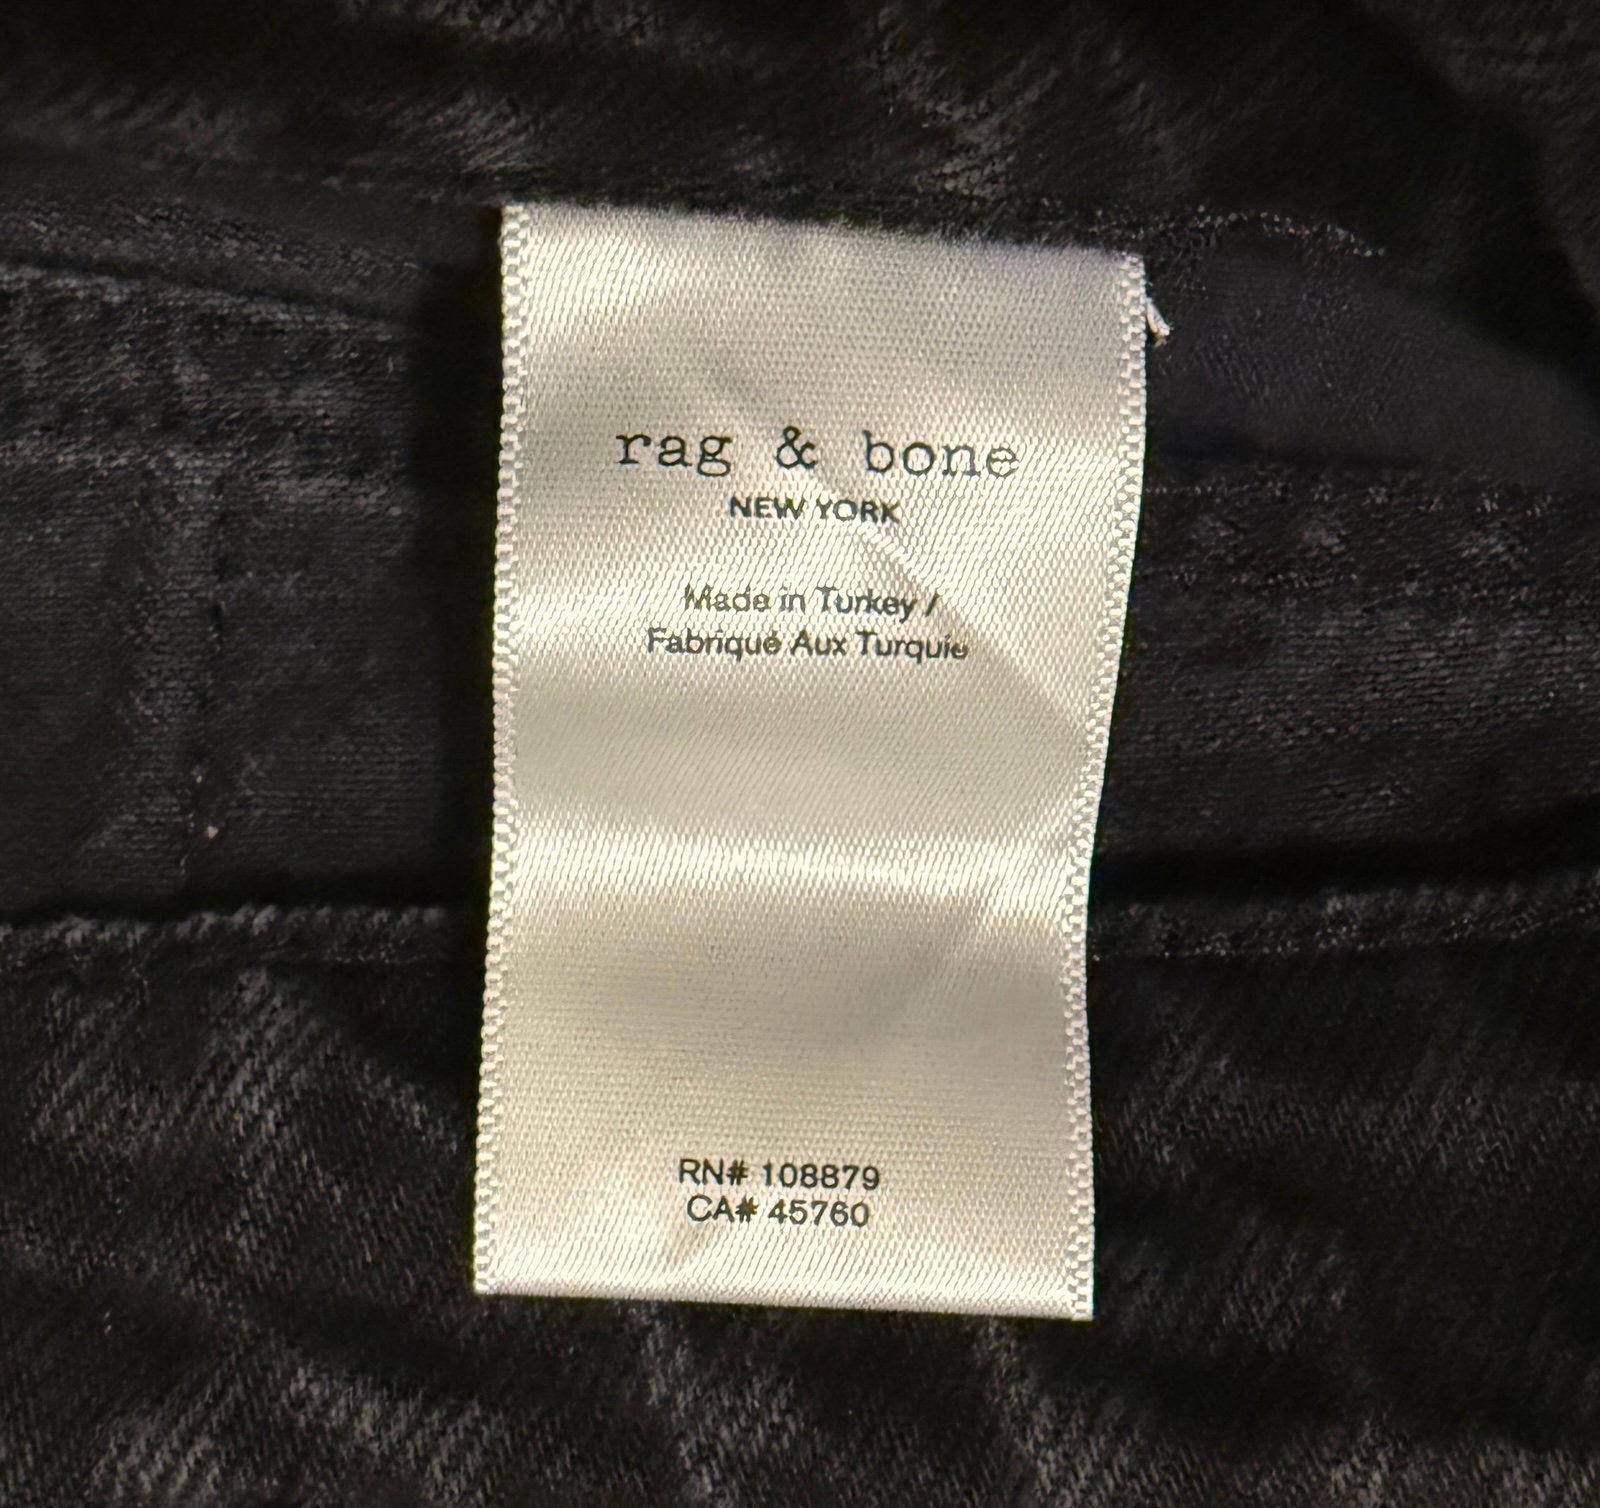 rag & bone
NEW YORK
Made in Turkey /
Fabriqué Aux Turquie
RN# 108879
CA# 45760